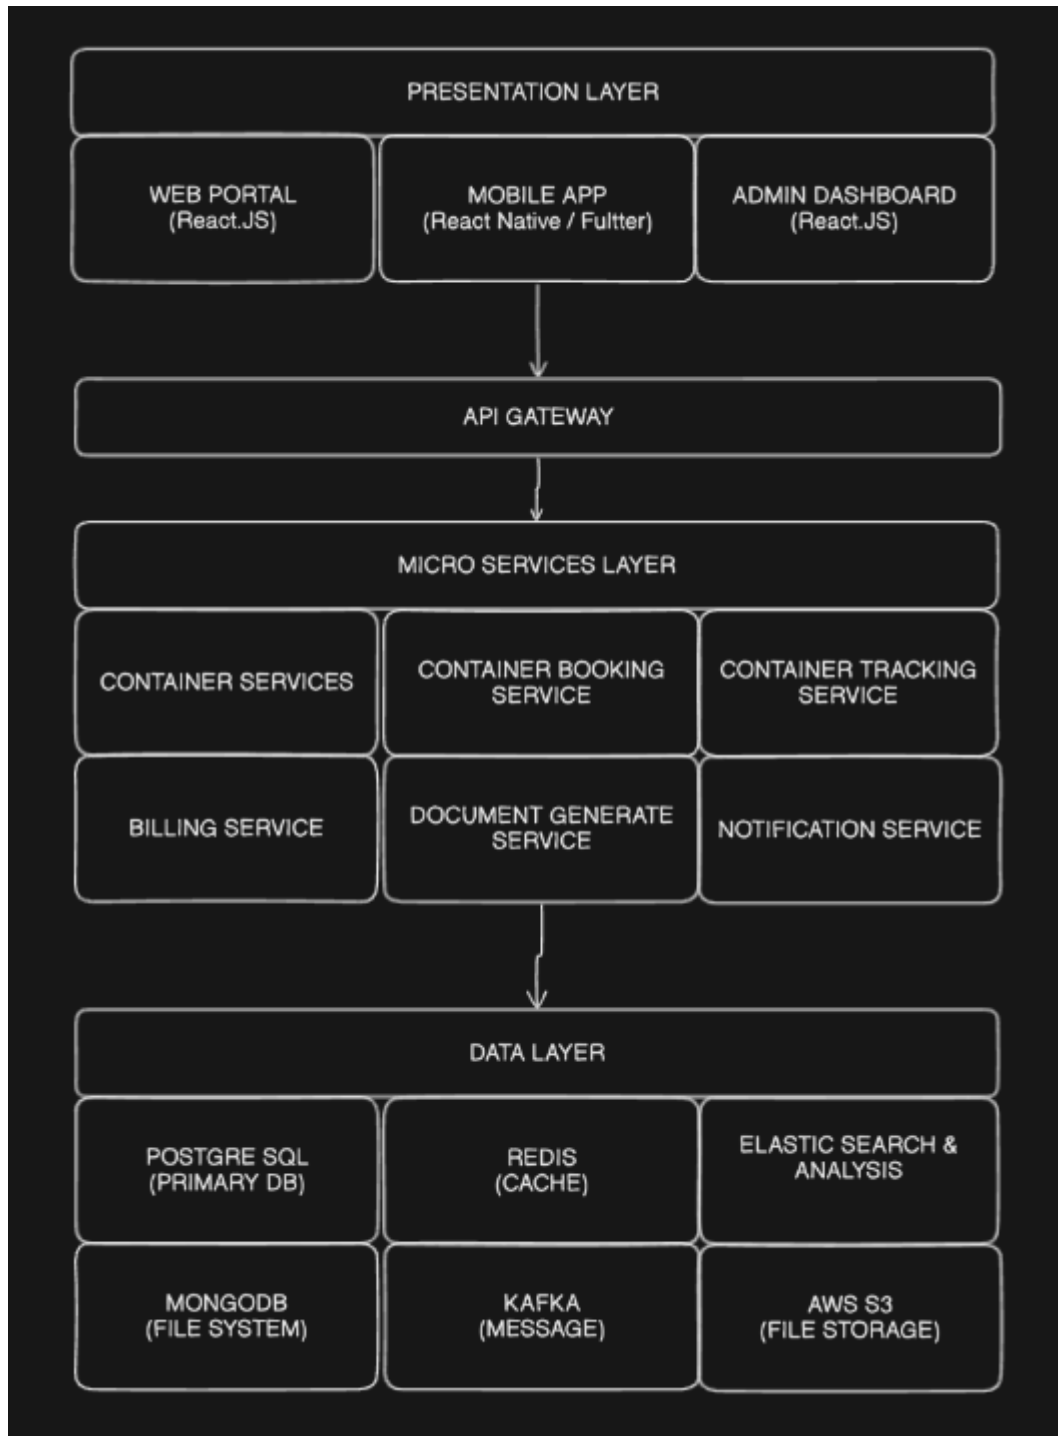 PRESENTATION LAYER
WEB PORTAL
(React.JS)
MOBILE APP
(React Native / Fultter)
ADMIN DASHBOARD
(React.JS)
API GATEWAY
MICRO SERVICES LAYER
CONTAINER SERVICES
CONTAINER BOOKING
SERVICE
CONTAINER TRACKING
SERVICE
BILLING SERVICE
DOCUMENT GENERATE
SERVICE
NOTIFICATION SERVICE
DATA LAYER
POSTGRE SQL
(PRIMARY DB)
REDIS
(CACHE)
ELASTIC SEARCH &
ANALYSIS
MONGODB
(FILE SYSTEM)
KAFKA
(MESSAGE)
AWS S3
(FILE STORAGE)